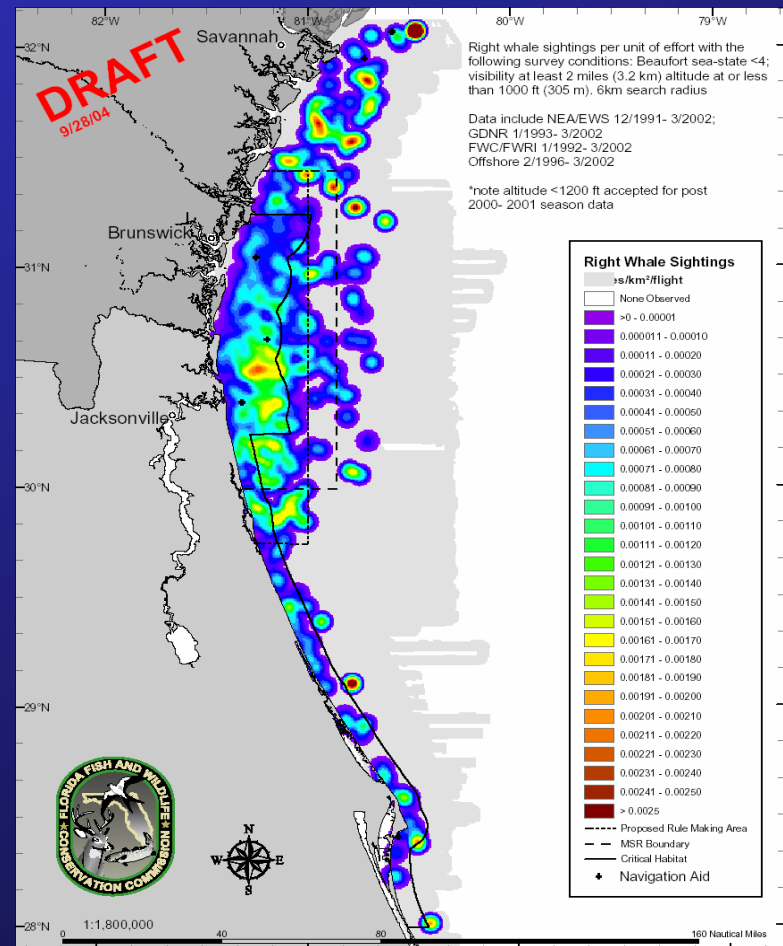 82°W
81°W
80°W
79°W
32°N
31°N
30°N
29°N
28°N
DRAFT
9/28/04
Savannah
Brunswick
Jacksonville
Right whale sightings per unit of effort with the
following survey conditions: Beaufort sea-state <4;
visibility at least 2 miles (3.2 km) altitude at or less
than 1000 ft (305 m). 6km search radius
Data include NEA/EWS 12/1991- 3/2002;
GDNR 1/1993- 3/2002
FWC/FWRI 1/1992- 3/2002
Offshore 2/1996- 3/2002
*note altitude <1200 ft accepted for post
2000- 2001 season data
Right Whale Sightings
es/km²/flight
None Observed
>0 - 0.00001
0.000011 - 0.00010
0.00011 - 0.00020
0.00021 - 0.00030
0.00031 - 0.00040
0.00041 - 0.00050
0.00051 - 0.00060
0.00061 - 0.00070
0.00071 - 0.00080
0.00081 - 0.00090
0.00091 - 0.00100
0.00101 - 0.00110
0.00111 - 0.00120
0.00121 - 0.00130
0.00131 - 0.00140
0.00141 - 0.00150
0.00151 - 0.00160
0.00161 - 0.00170
0.00171 - 0.00180
0.00181 - 0.00190
0.00191 - 0.00200
0.00201 - 0.00210
0.00211 - 0.00220
0.00221 - 0.00230
0.00231 - 0.00240
0.00241 - 0.00250
> 0.0025
Proposed Rule Making Area
MSR Boundary
Critical Habitat
Navigation Aid
FLORIDA FISH AND WILDLIFE
CONSERVATION COMMISSION
N
W E
S
1:1,800,000
0 80 160 Nautical Miles